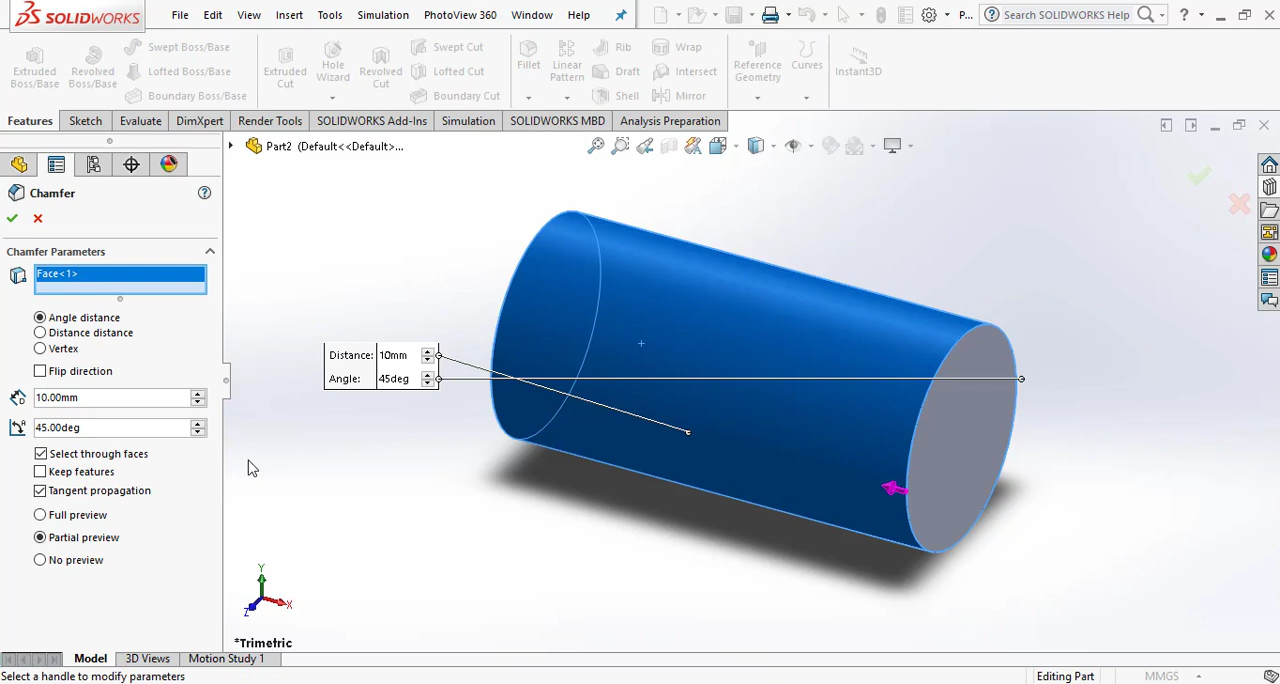 SOLIDWORKS File Edit View Insert Tools Simulation PhotoView 360 Window Help P... Search SOLIDWORKS Help ?
Extruded Boss/Base
Revolved Boss/Base
Swept Boss/Base
Lofted Boss/Base
Boundary Boss/Base
Extruded Cut
Hole Wizard
Revolved Cut
Swept Cut
Lofted Cut
Boundary Cut
Fillet
Linear Pattern
Rib
Draft
Shell
Wrap
Intersect
Mirror
Reference Geometry
Curves
Instant3D
Features Sketch Evaluate DimXpert Render Tools SOLIDWORKS Add-Ins Simulation SOLIDWORKS MBD Analysis Preparation
Part2 (Default<<Default>...
Chamfer ?
Chamfer Parameters
Face<1>
Angle distance
Distance distance
Vertex
Flip direction
10.00mm
45.00deg
Select through faces
Keep features
Tangent propagation
Full preview
Partial preview
No preview
Distance: 10mm
Angle: 45deg
Y
X
Z
*Trimetric
Model 3D Views Motion Study 1
Select a handle to modify parameters Editing Part MMGS